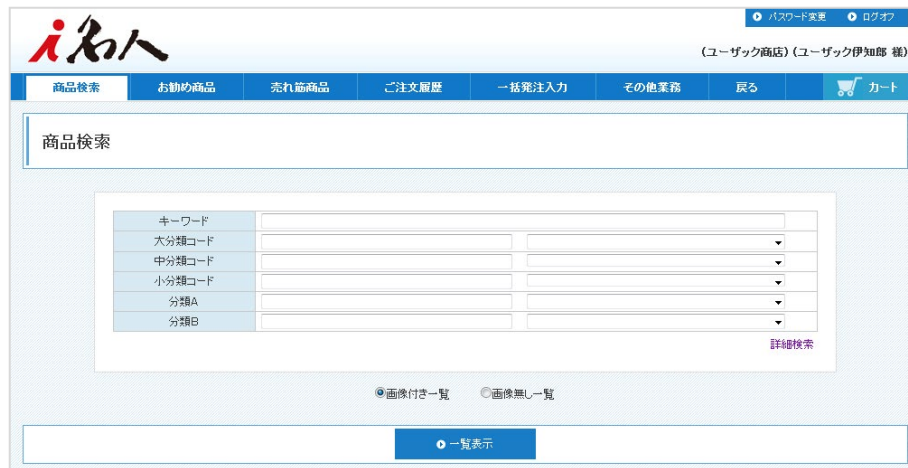 パスワード変更 ログオフ
i名人
(ユーザック商店) (ユーザック伊知郎 様)
商品検索 お勧め商品 売れ筋商品 ご注文履歴 一括発注入力 その他業務 戻る カート
商品検索
キーワード
大分類コード
中分類コード
小分類コード
分類A
分類B
詳細検索
画像付き一覧 画像無し一覧
一覧表示